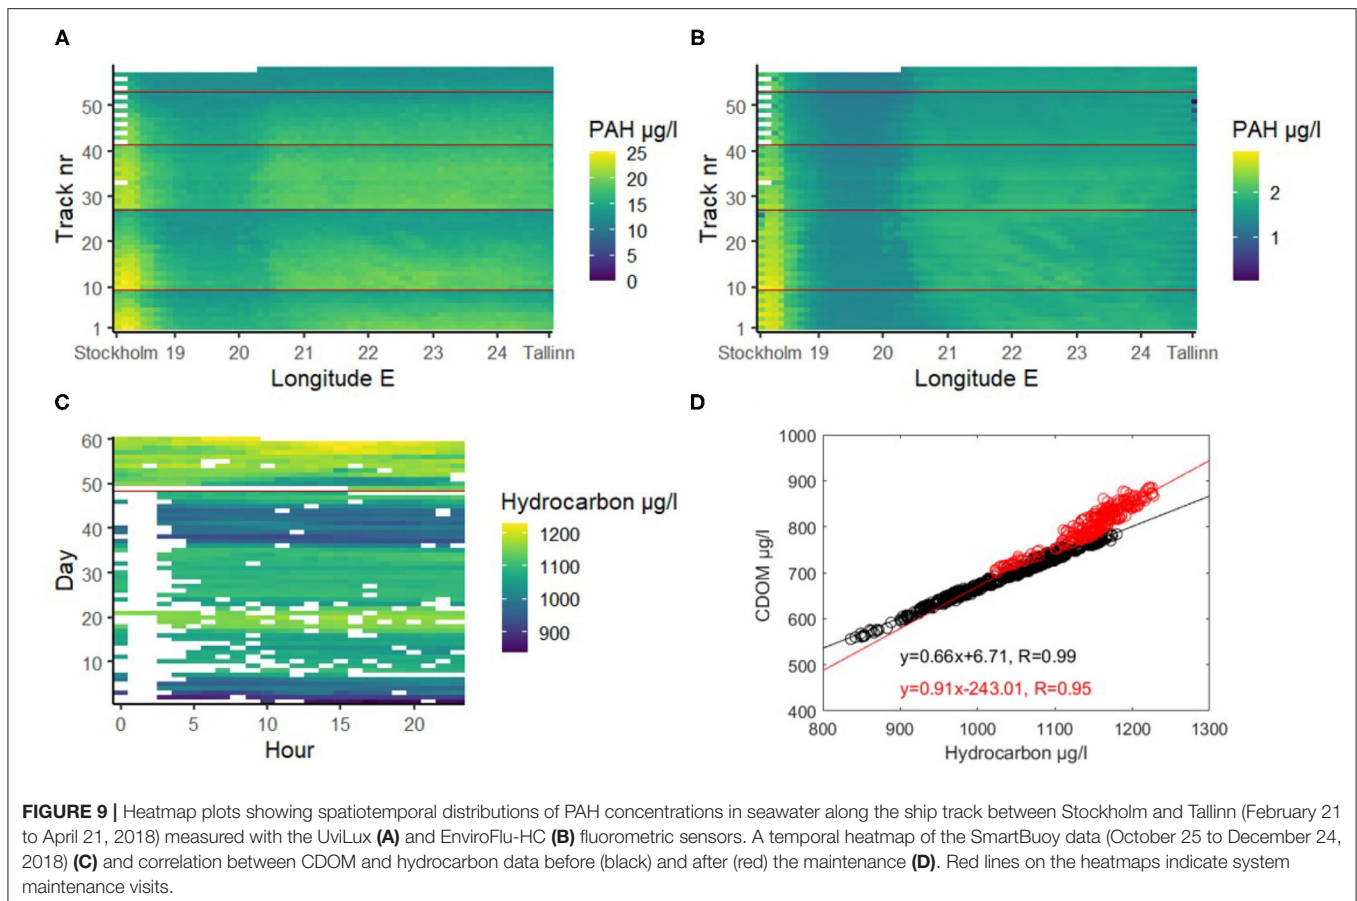 A
B
Track nr
50
40
30
20
10
1
Stockholm 19 20 21 22 23 24 Tallinn
Longitude E
PAH µg/l
25
20
15
10
5
0
Track nr
50
40
30
20
10
1
Stockholm 19 20 21 22 23 24 Tallinn
Longitude E
PAH µg/l
2
1
C
D
Day
60
50
40
30
20
10
0 5 10 15 20
Hour
Hydrocarbon µg/l
1200
1100
1000
900
CDOM µg/l
1000
900
800
700
600
500
400
y=0.66x+6.71, R=0.99
y=0.91x-243.01, R=0.95
800 900 1000 1100 1200 1300
Hydrocarbon µg/l
FIGURE 9 | Heatmap plots showing spatiotemporal distributions of PAH concentrations in seawater along the ship track between Stockholm and Tallinn (February 21
to April 21, 2018) measured with the UviLux (A) and EnviroFlu-HC (B) fluorometric sensors. A temporal heatmap of the SmartBuoy data (October 25 to December 24,
2018) (C) and correlation between CDOM and hydrocarbon data before (black) and after (red) the maintenance (D). Red lines on the heatmaps indicate system
maintenance visits.